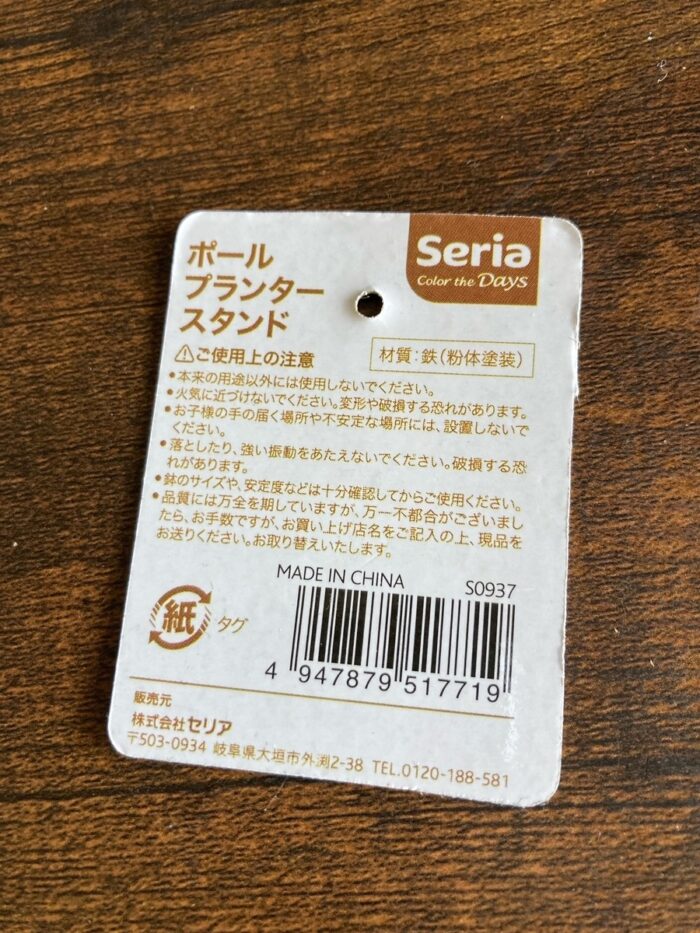 Seria
Color the Days
ポール
プランター
スタンド
⚠ご使用上の注意
材質:鉄(粉体塗装)
•本来の用途以外には使用しないでください。
•火気に近づけないでください。変形や破損する恐れがあります。
•お子様の手の届く場所や不安定な場所には、設置しないで
ください。
•落としたり、強い振動をあたえないでください。破損する恐
れがあります。
•鉢のサイズや、安定度などは十分確認してからご使用ください。
•品質には万全を期していますが、万一不都合がございまし
たら、お手数ですが、お買い上げ店名をご記入の上、現品を
お送りください。お取り替えいたします。
MADE IN CHINA
S0937
紙
タグ
4 947879 517719
販売元
株式会社セリア
〒503-0934 岐阜県大垣市外渕2-38 TEL.0120-188-581